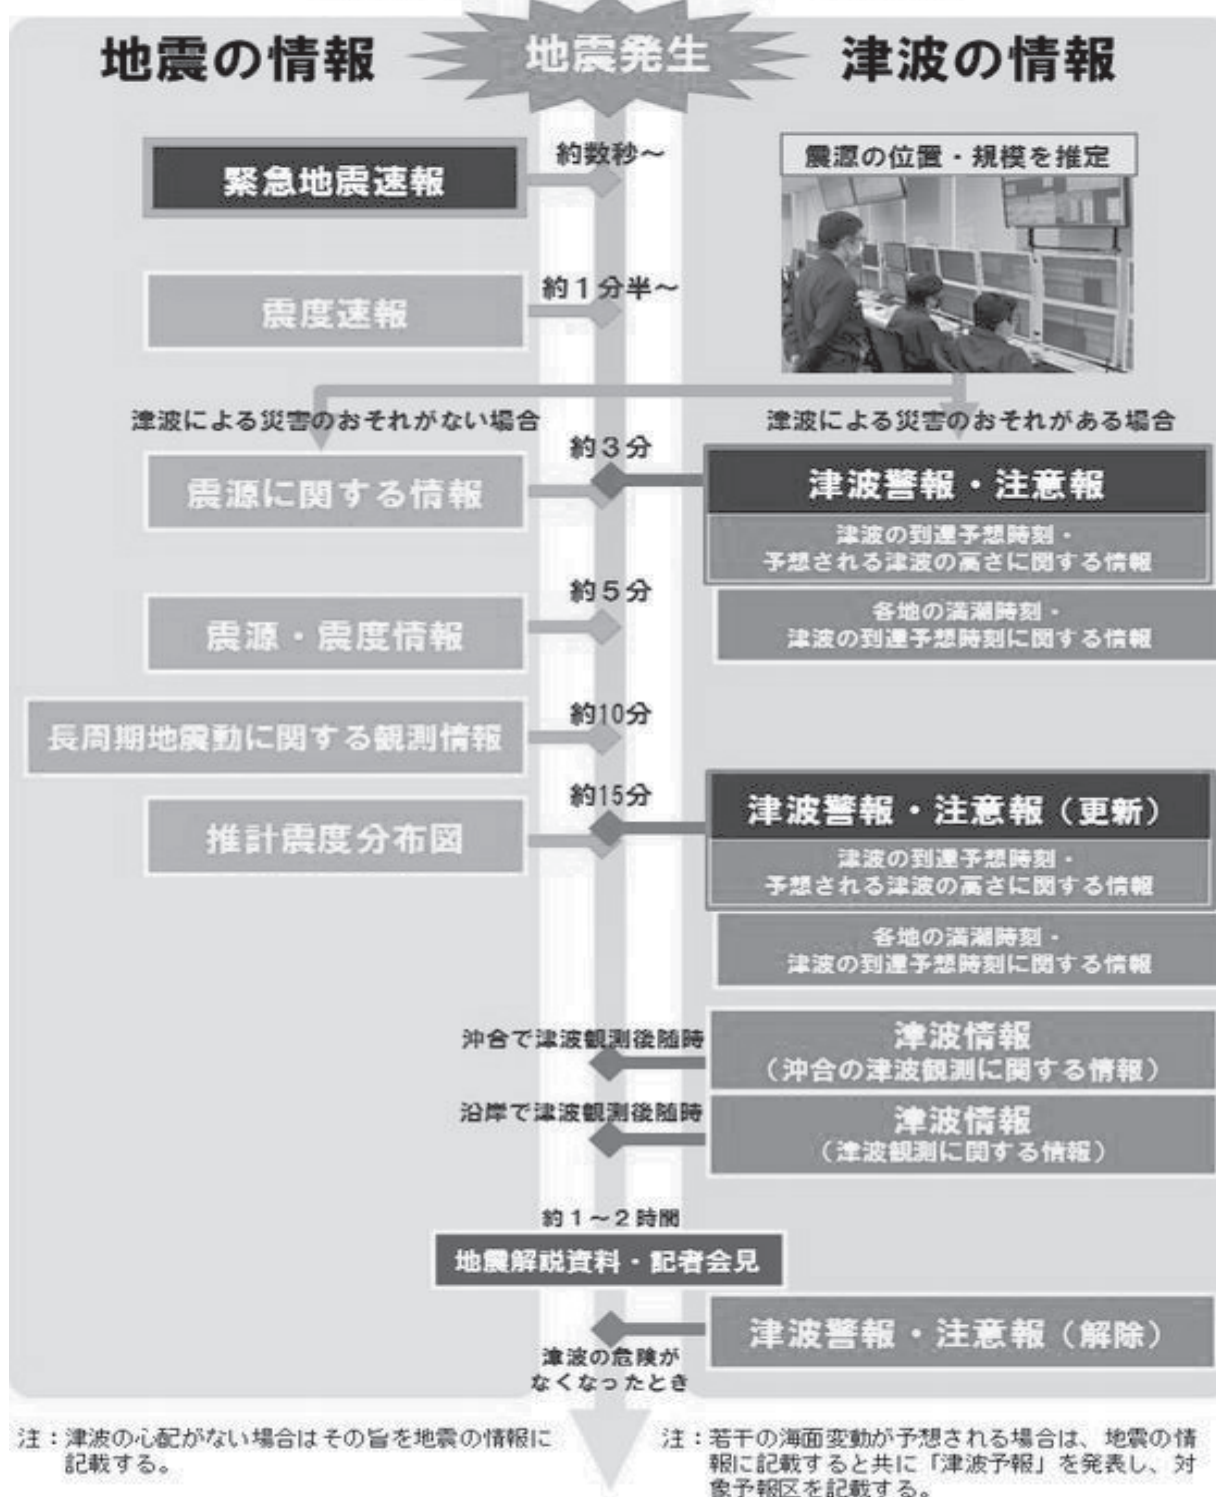 地震の情報
地震発生
津波の情報
約数秒～
緊急地震速報
震源の位置・規模を推定
約1分半～
震度速報
津波による災害のおそれがない場合
津波による災害のおそれがある場合
約3分
震源に関する情報
津波警報・注意報
津波の到達予想時刻・
予想される津波の高さに関する情報
約5分
各地の満潮時刻・
津波の到達予想時刻に関する情報
震源・震度情報
約10分
長周期地震動に関する観測情報
約15分
推計震度分布図
津波警報・注意報（更新）
津波の到達予想時刻・
予想される津波の高さに関する情報
各地の満潮時刻・
津波の到達予想時刻に関する情報
沖合で津波観測後随時
津波情報
（沖合の津波観測に関する情報）
沿岸で津波観測後随時
津波情報
（津波観測に関する情報）
約1～2時間
地震解説資料・記者会見
津波警報・注意報（解除）
津波の危険が
なくなったとき
注：津波の心配がない場合はその旨を地震の情報に
記載する。
注：若干の海面変動が予想される場合は、地震の情
報に記載すると共に「津波予報」を発表し、対
象予報区を記載する。